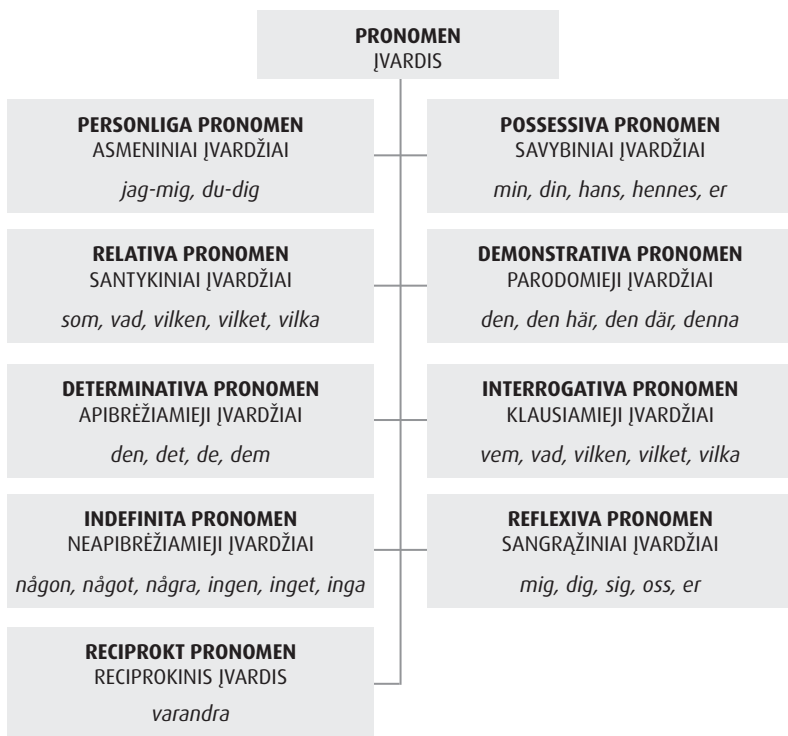 PRONOMEN
ĮVARDIS
PERSONLIGA PRONOMEN
ASMENINIAI ĮVARDŽIAI
jag-mig, du-dig
POSSESSIVA PRONOMEN
SAVYBINIAI ĮVARDŽIAI
min, din, hans, hennes, er
RELATIVA PRONOMEN
SANTYKINIAI ĮVARDŽIAI
som, vad, vilken, vilket, vilka
DEMONSTRATIVA PRONOMEN
PARODOMIEJI ĮVARDŽIAI
den, den här, den där, denna
DETERMINATIVA PRONOMEN
APIBRĖŽIAMIEJI ĮVARDŽIAI
den, det, de, dem
INTERROGATIVA PRONOMEN
KLAUSIAMIEJI ĮVARDŽIAI
vem, vad, vilken, vilket, vilka
INDEFINITA PRONOMEN
NEAPIBRĖŽIAMIEJI ĮVARDŽIAI
någon, något, några, ingen, inget, inga
REFLEXIVA PRONOMEN
SANGRĄŽINIAI ĮVARDŽIAI
mig, dig, sig, oss, er
RECIPROKT PRONOMEN
RECIPROKINIS ĮVARDIS
varandra